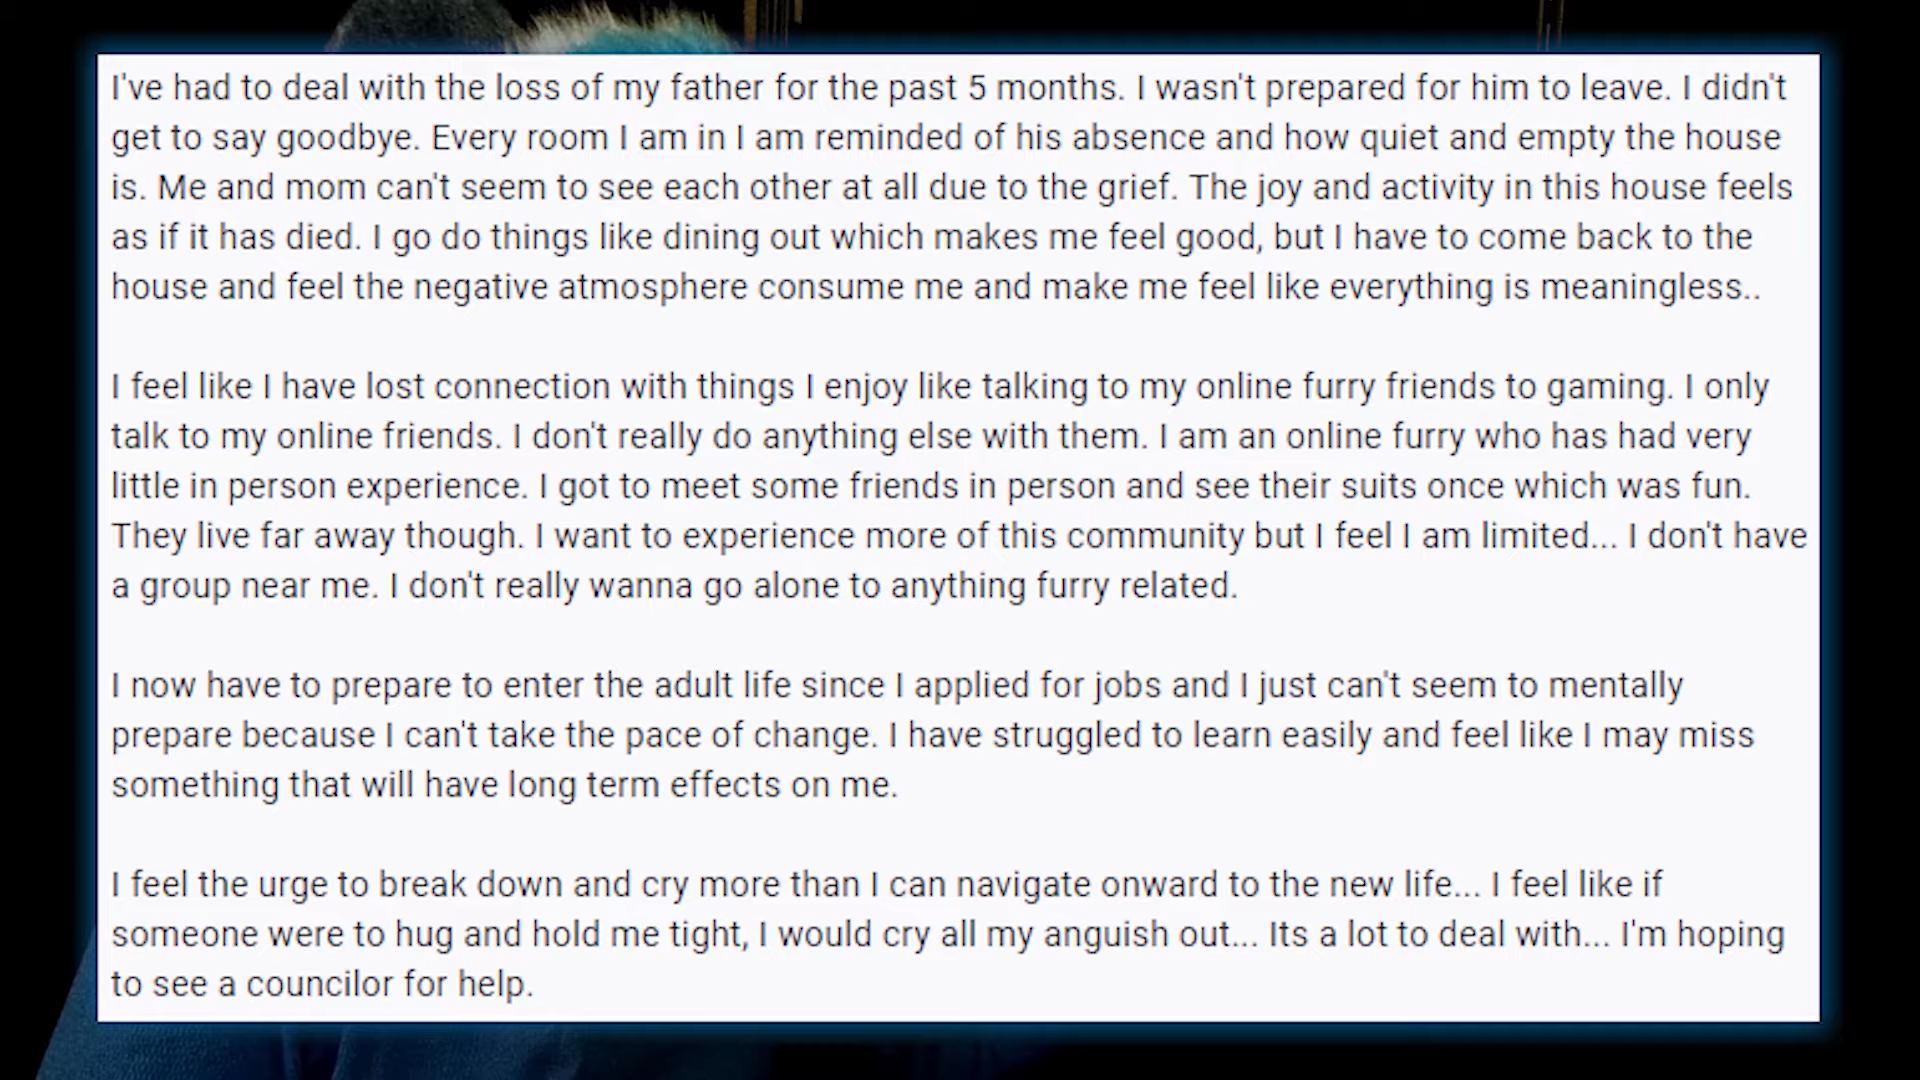 I've had to deal with the loss of my father for the past 5 months. I wasn't prepared for him to leave. I didn't
get to say goodbye. Every room I am in I am reminded of his absence and how quiet and empty the house
is. Me and mom can't seem to see each other at all due to the grief. The joy and activity in this house feels
as if it has died. I go do things like dining out which makes me feel good, but I have to come back to the
house and feel the negative atmosphere consume me and make me feel like everything is meaningless..
I feel like I have lost connection with things I enjoy like talking to my online furry friends to gaming. I only
talk to my online friends. I don't really do anything else with them. I am an online furry who has had very
little in person experience. I got to meet some friends in person and see their suits once which was fun.
They live far away though. I want to experience more of this community but I feel I am limited... I don't have
a group near me. I don't really wanna go alone to anything furry related.
I now have to prepare to enter the adult life since I applied for jobs and I just can't seem to mentally
prepare because I can't take the pace of change. I have struggled to learn easily and feel like I may miss
something that will have long term effects on me.
I feel the urge to break down and cry more than I can navigate onward to the new life... I feel like if
someone were to hug and hold me tight, I would cry all my anguish out... Its a lot to deal with... I'm hoping
to see a councilor for help.